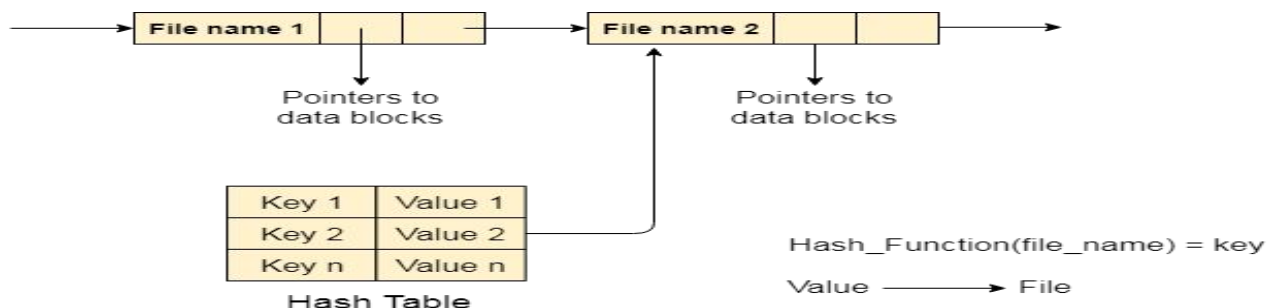 File name 1
File name 2
Pointers to
data blocks
Pointers to
data blocks
Key 1 Value 1
Key 2 Value 2
Key n Value n
Hash Table
Hash_Function(file_name) = key
Value File